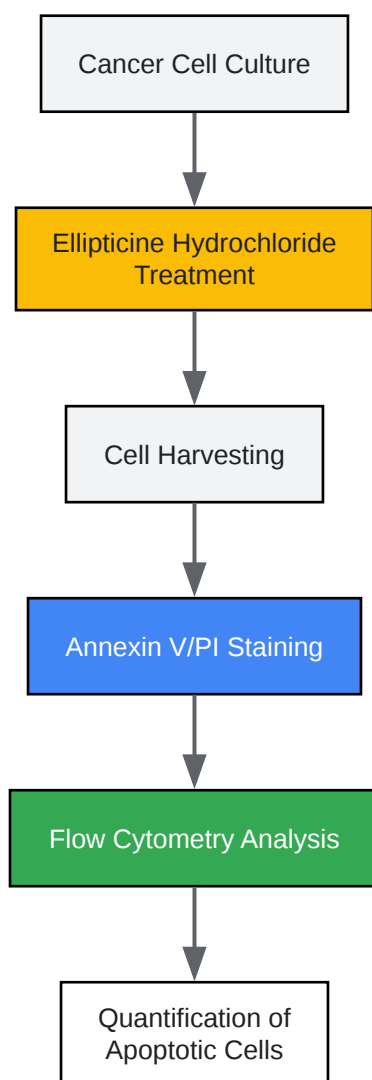 Cancer Cell Culture
Ellipticine Hydrochloride
Treatment
Cell Harvesting
Annexin V/PI Staining
Flow Cytometry Analysis
Quantification of
Apoptotic Cells